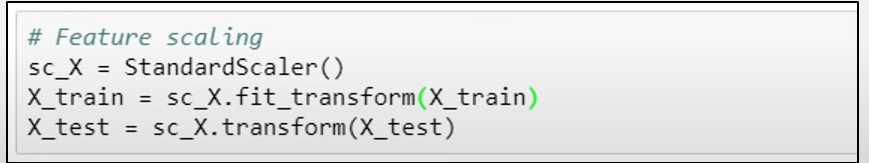 # Feature scaling
sc_X = StandardScaler()
X_train = sc_X.fit_transform(X_train)
X_test = sc_X.transform(X_test)